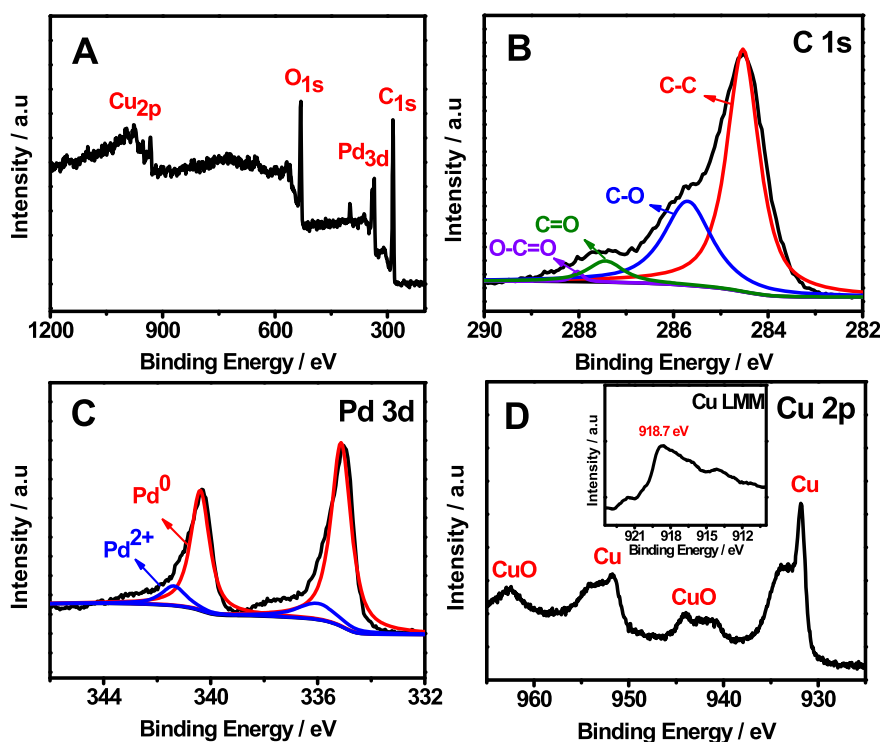 A
Cu2p
O1s
C1s
Pd3d
Intensity / a.u
1200 900 600 300
Binding Energy / eV
B
C 1s
C-C
C-O
C=O
O-C=O
Intensity / a.u
290 288 286 284 282
Binding Energy / eV
C
Pd 3d
Pd0
Pd2+
Intensity / a.u
344 340 336 332
Binding Energy / eV
D
Cu 2p
Cu LMM
918.7 eV
Intensity / a.u
921 918 915 912
Binding Energy / eV
Cu
Cu
CuO
CuO
Intensity / a.u
960 950 940 930
Binding Energy / eV